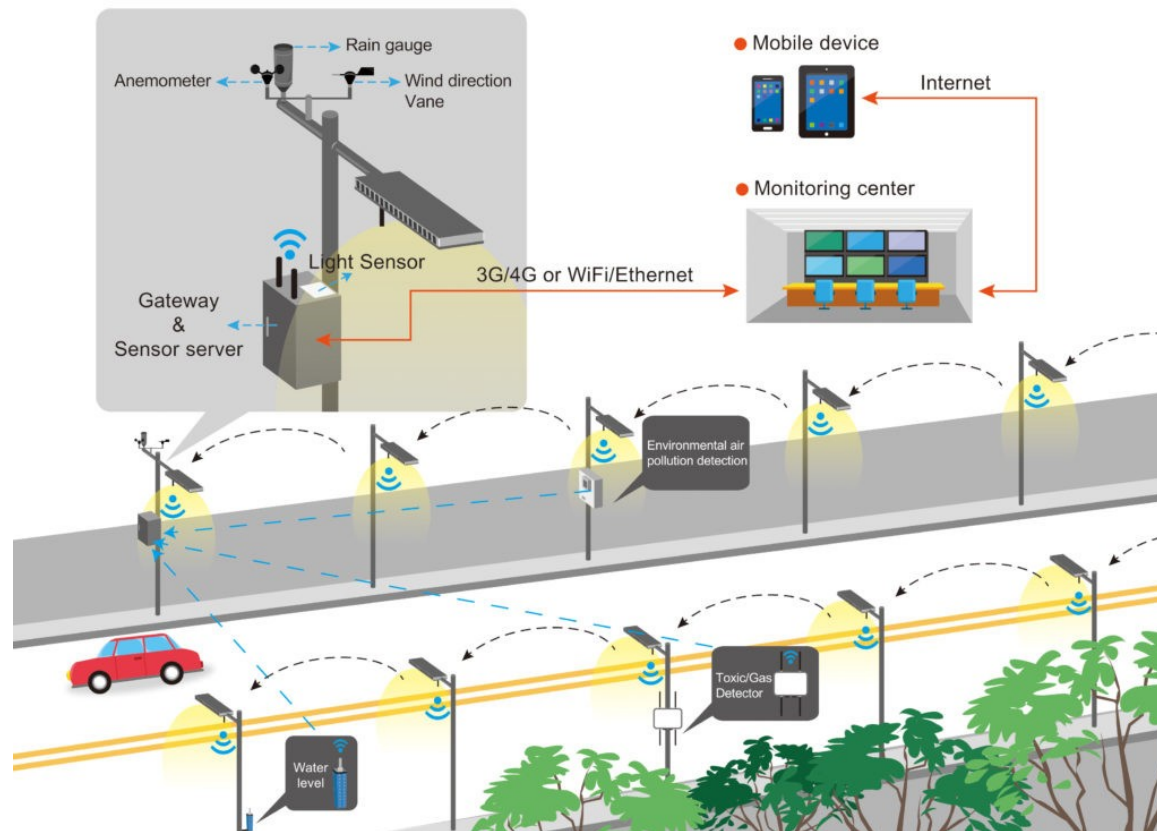 Rain gauge
Anemometer
Wind direction
Vane
Light Sensor
Gateway
&
Sensor server
Mobile device
Internet
Monitoring center
3G/4G or WiFi/Ethernet
Environmental air
pollution detection
Toxic/Gas
Detector
Water
level